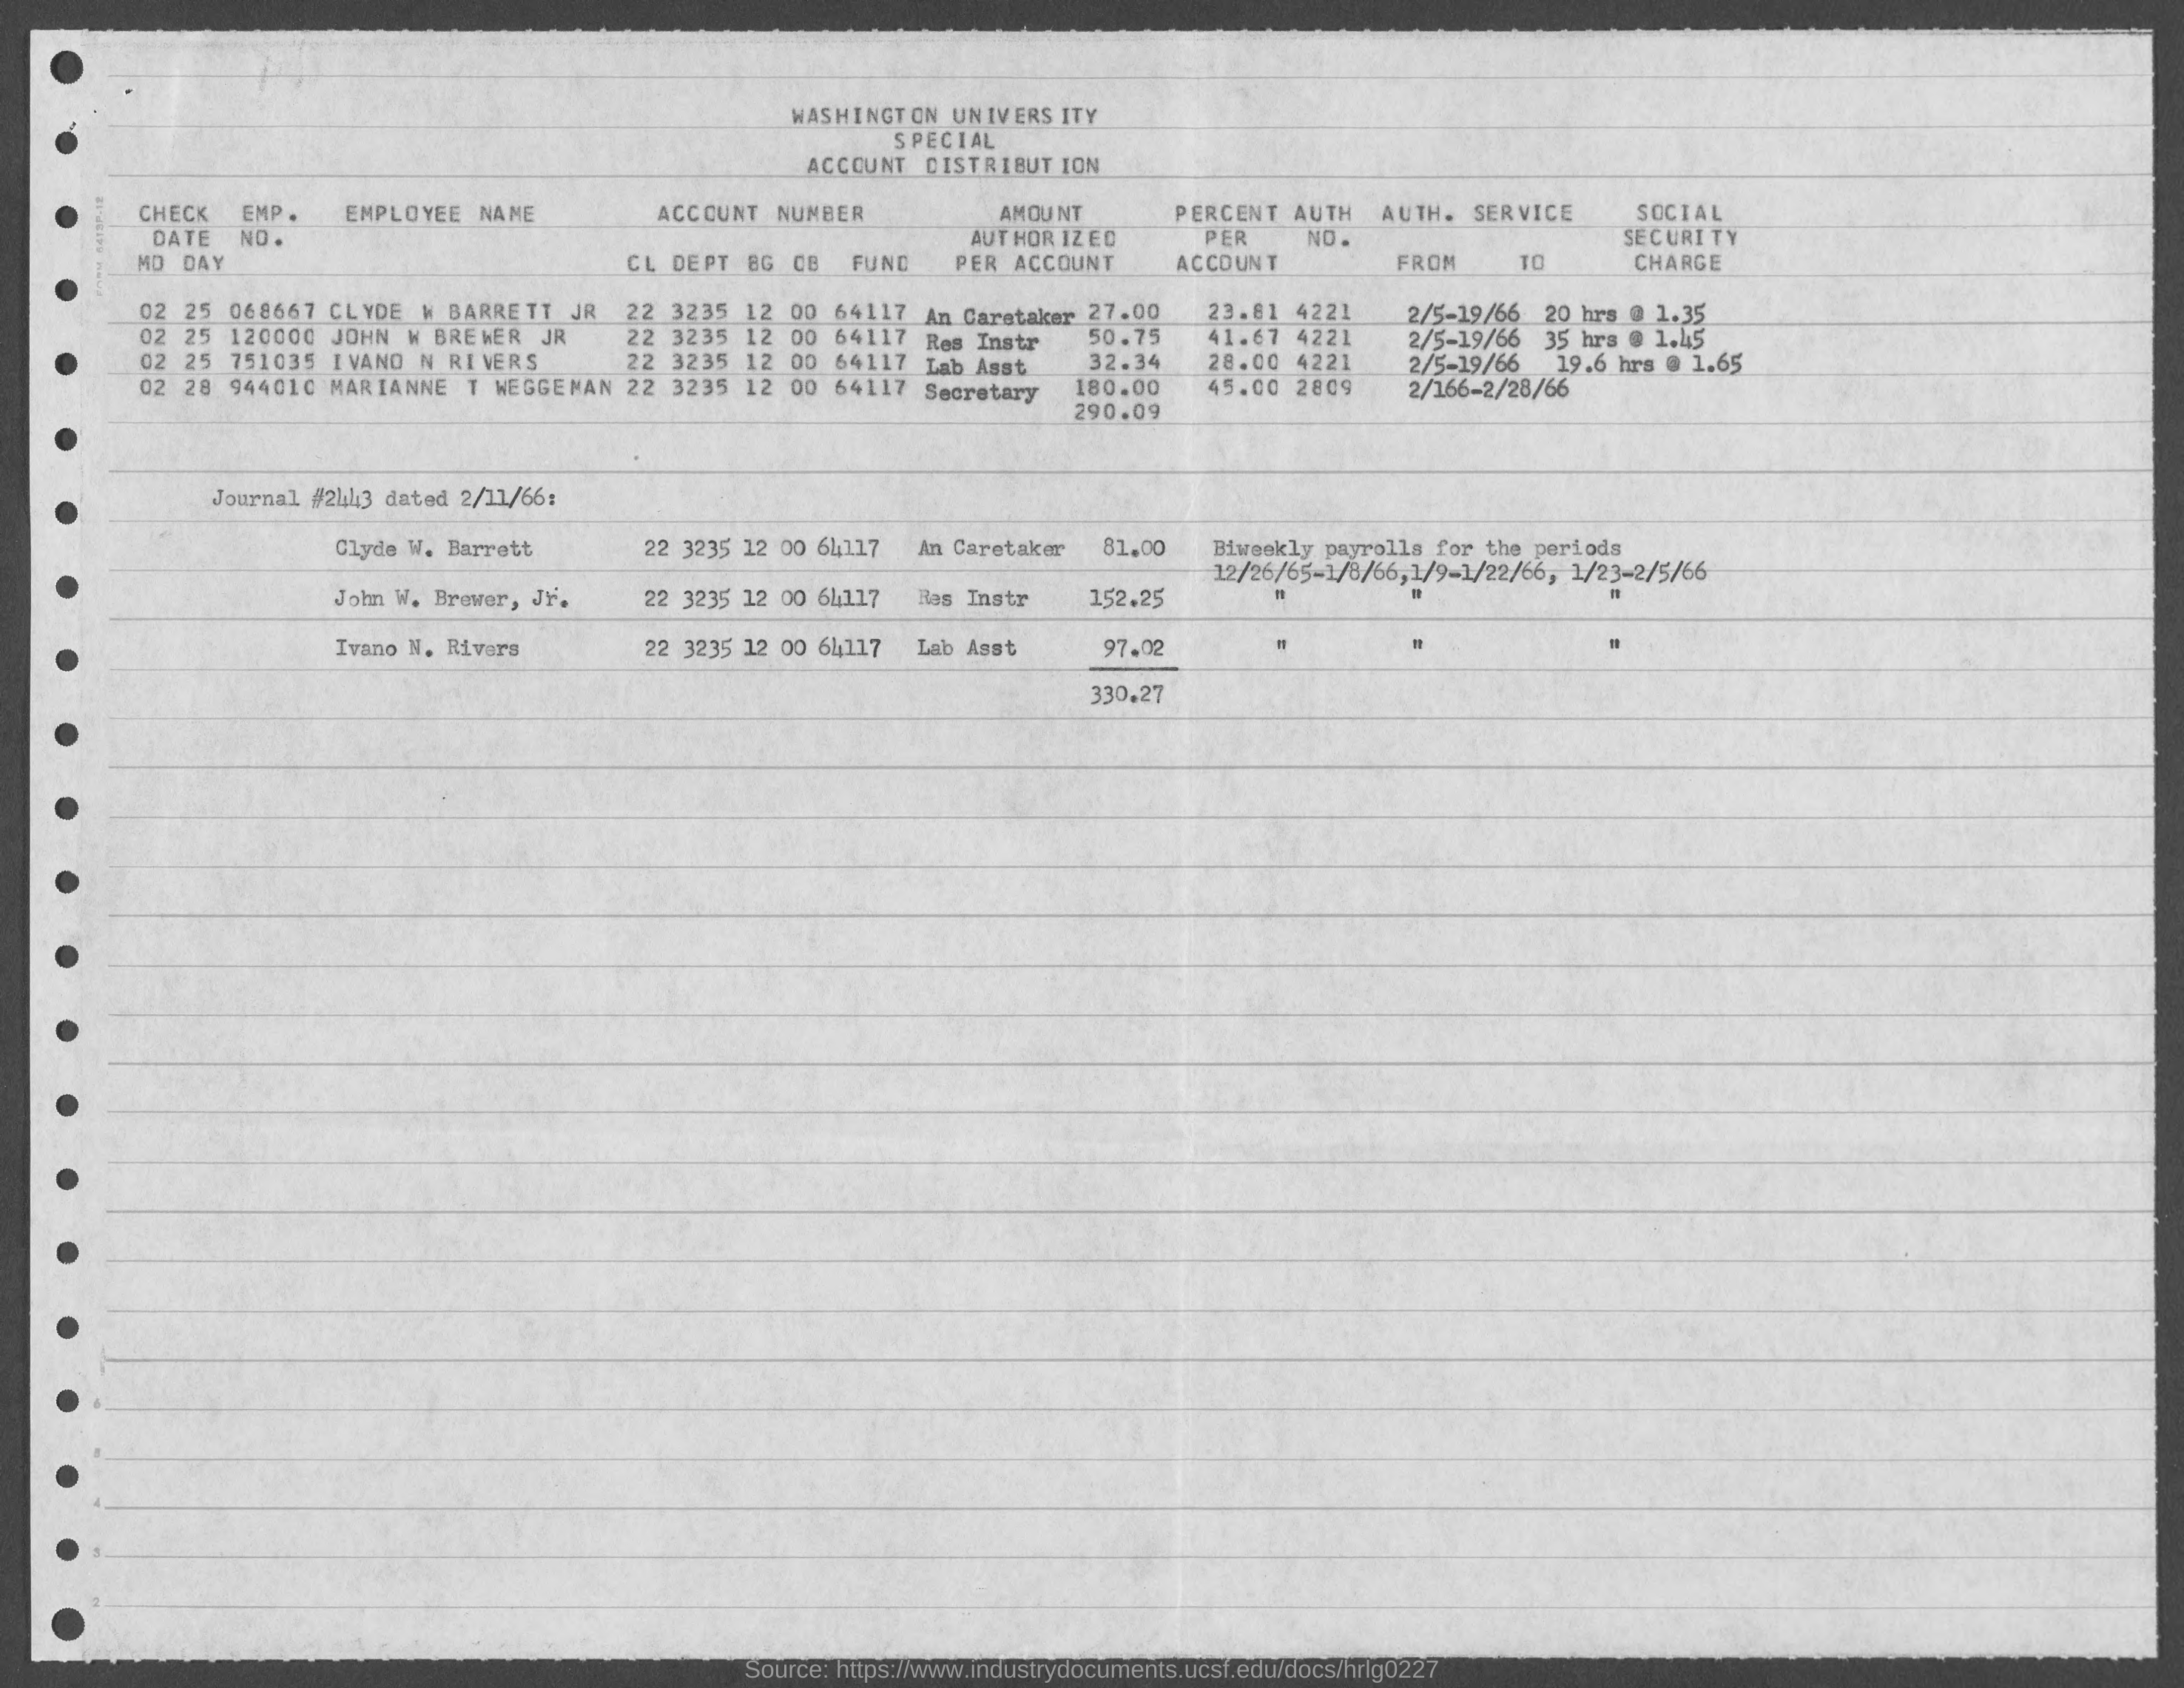 WASHINGTON UNIVERSITY
SPECIAL
ACCOUNT DISTRIBUTION
CHECK EMP. EMPLOYEE NAME ACCOUNT NUMBER AMOUNT PERCENT AUTH AUTH. SERVICE SOCIAL
DATE NO. AUTHORIZED PER NO. SECURITY
MO DAY CL DEPT BG OB FUND PER ACCOUNT ACCOUNT FROM TO CHARGE
02 25 068667 CLYDE W BARRETT JR 22 3235 12 00 64117 An Caretaker 27.00 23.81 4221 2/5-19/66 20 hrs @ 1.35
02 25 120000 JOHN W BREWER JR 22 3235 12 00 64117 Res Instr 50.75 41.67 4221 2/5-19/66 35 hrs @ 1.45
02 25 751035 IVANO N RIVERS 22 3235 12 00 64117 Lab Asst 32.34 28.00 4221 2/5-19/66 19.6 hrs @ 1.65
02 28 944010 MARIANNE T WEGGEMAN 22 3235 12 00 64117 Secretary 180.00 45.00 2809 2/166-2/28/66
290.09
Journal #2443 dated 2/11/66:
Clyde W. Barrett 22 3235 12 00 64117 An Caretaker 81.00 Biweekly payrolls for the periods
12/26/65-1/8/66,1/9-1/22/66, 1/23-2/5/66
John W. Brewer, Jr. 22 3235 12 00 64117 Res Instr 152.25 " " "
Ivano N. Rivers 22 3235 12 00 64117 Lab Asst 97.02 " " "
330.27
6
4
3
2
Source: https://www.industrydocuments.ucsf.edu/docs/hrlg0227